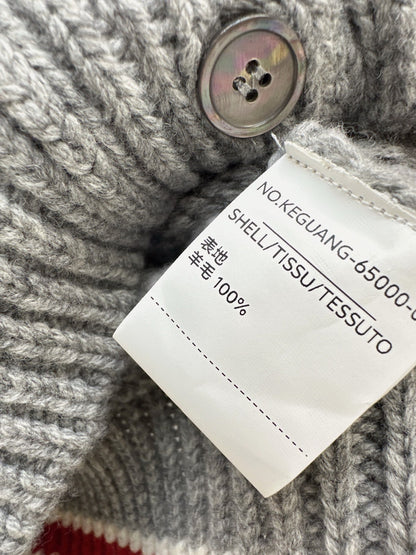 NO.KEGUANG-65000-
SHELL/TISSU/TESSUTO
表地
羊毛 100%